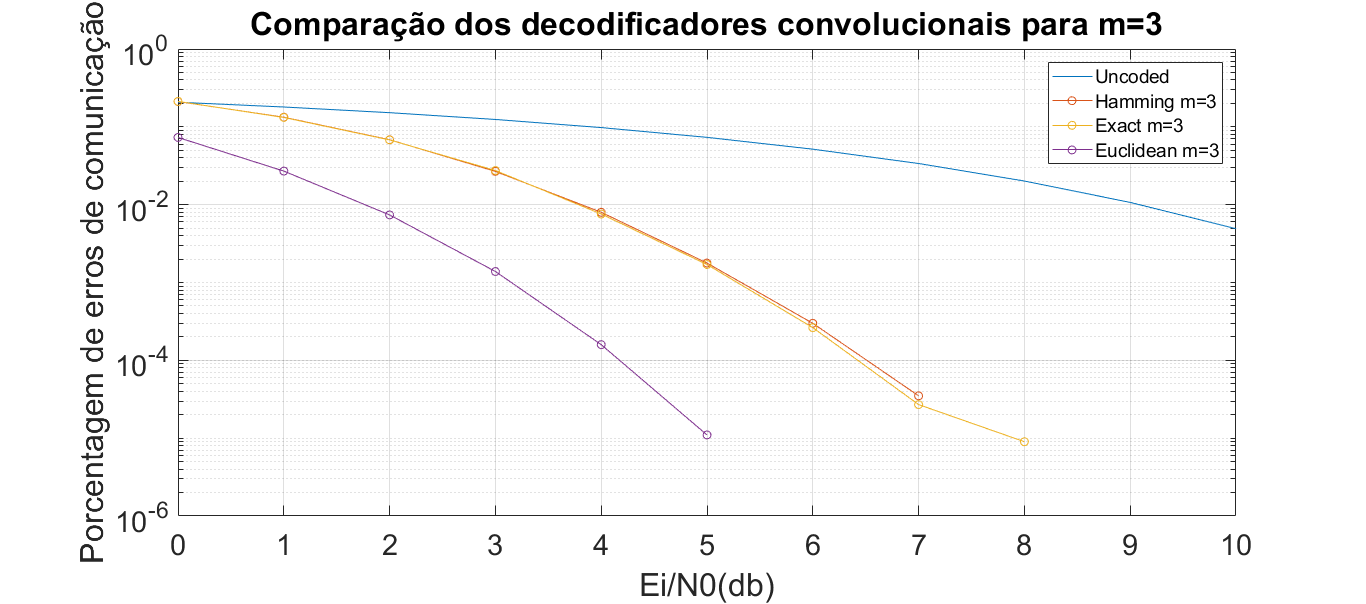 Comparação dos decodificadores convolucionais para m=3
Porcentagem de erros de comunicação
10^0
10^-2
10^-4
10^-6
Uncoded
Hamming m=3
Exact m=3
Euclidean m=3
0 1 2 3 4 5 6 7 8 9 10
Ei/N0(db)